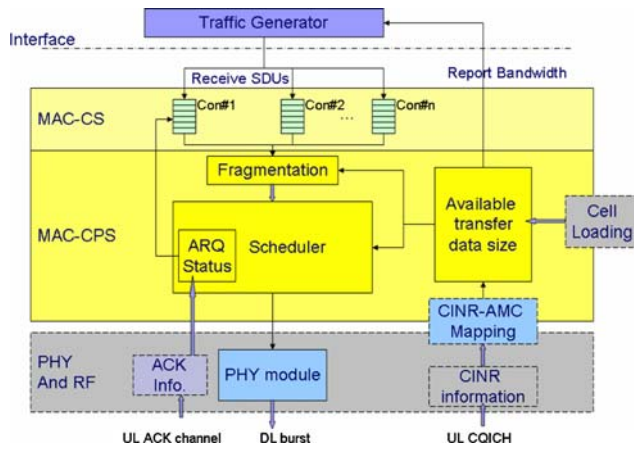 Traffic Generator
Interface
Receive SDUs
Report Bandwidth
MAC-CS
Con#1
Con#2
...
Con#n
MAC-CPS
Fragmentation
Scheduler
ARQ
Status
Available
transfer
data size
Cell
Loading
CINR-AMC
Mapping
PHY
And RF
ACK
Info.
PHY module
CINR
information
UL ACK channel
DL burst
UL CQICH